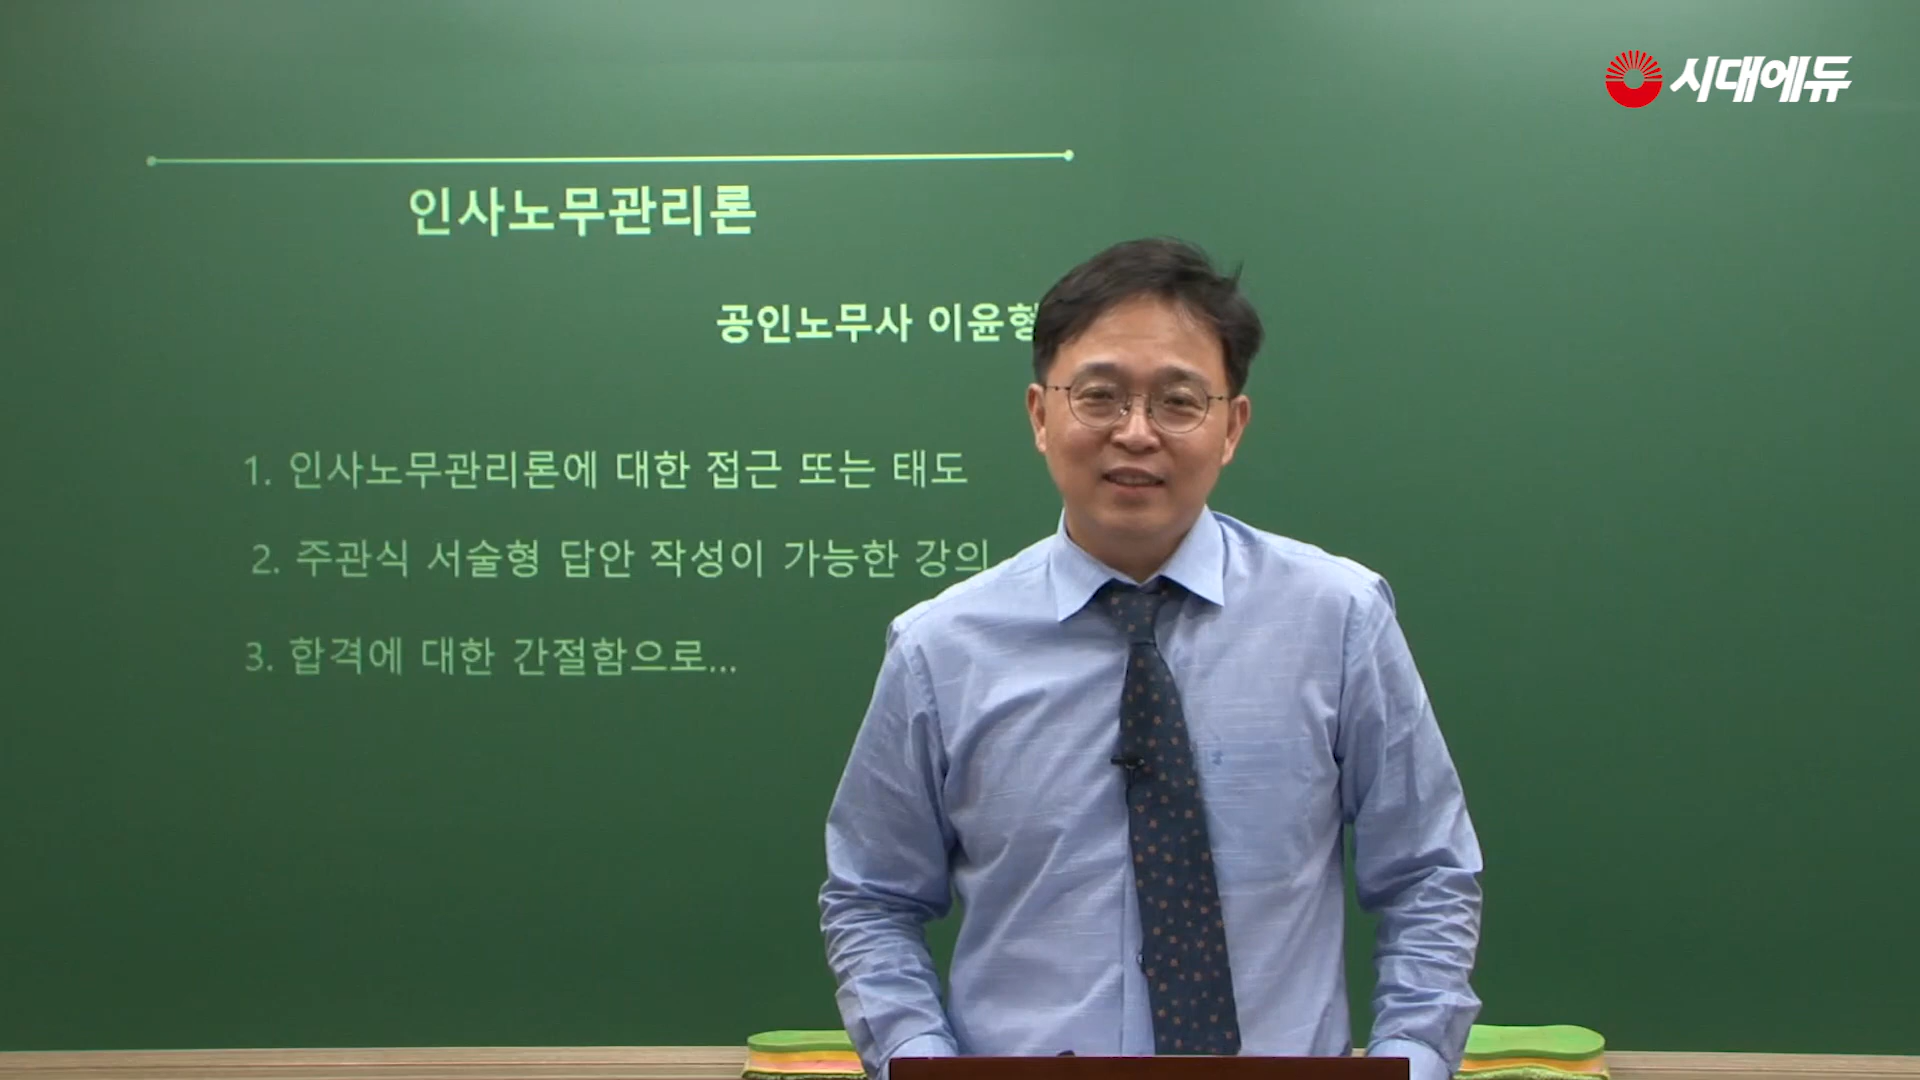 시대에듀
인사노무관리론
공인노무사 이윤형
1. 인사노무관리론에 대한 접근 또는 태도
2. 주관식 서술형 답안 작성이 가능한 강의
3. 합격에 대한 간절함으로...